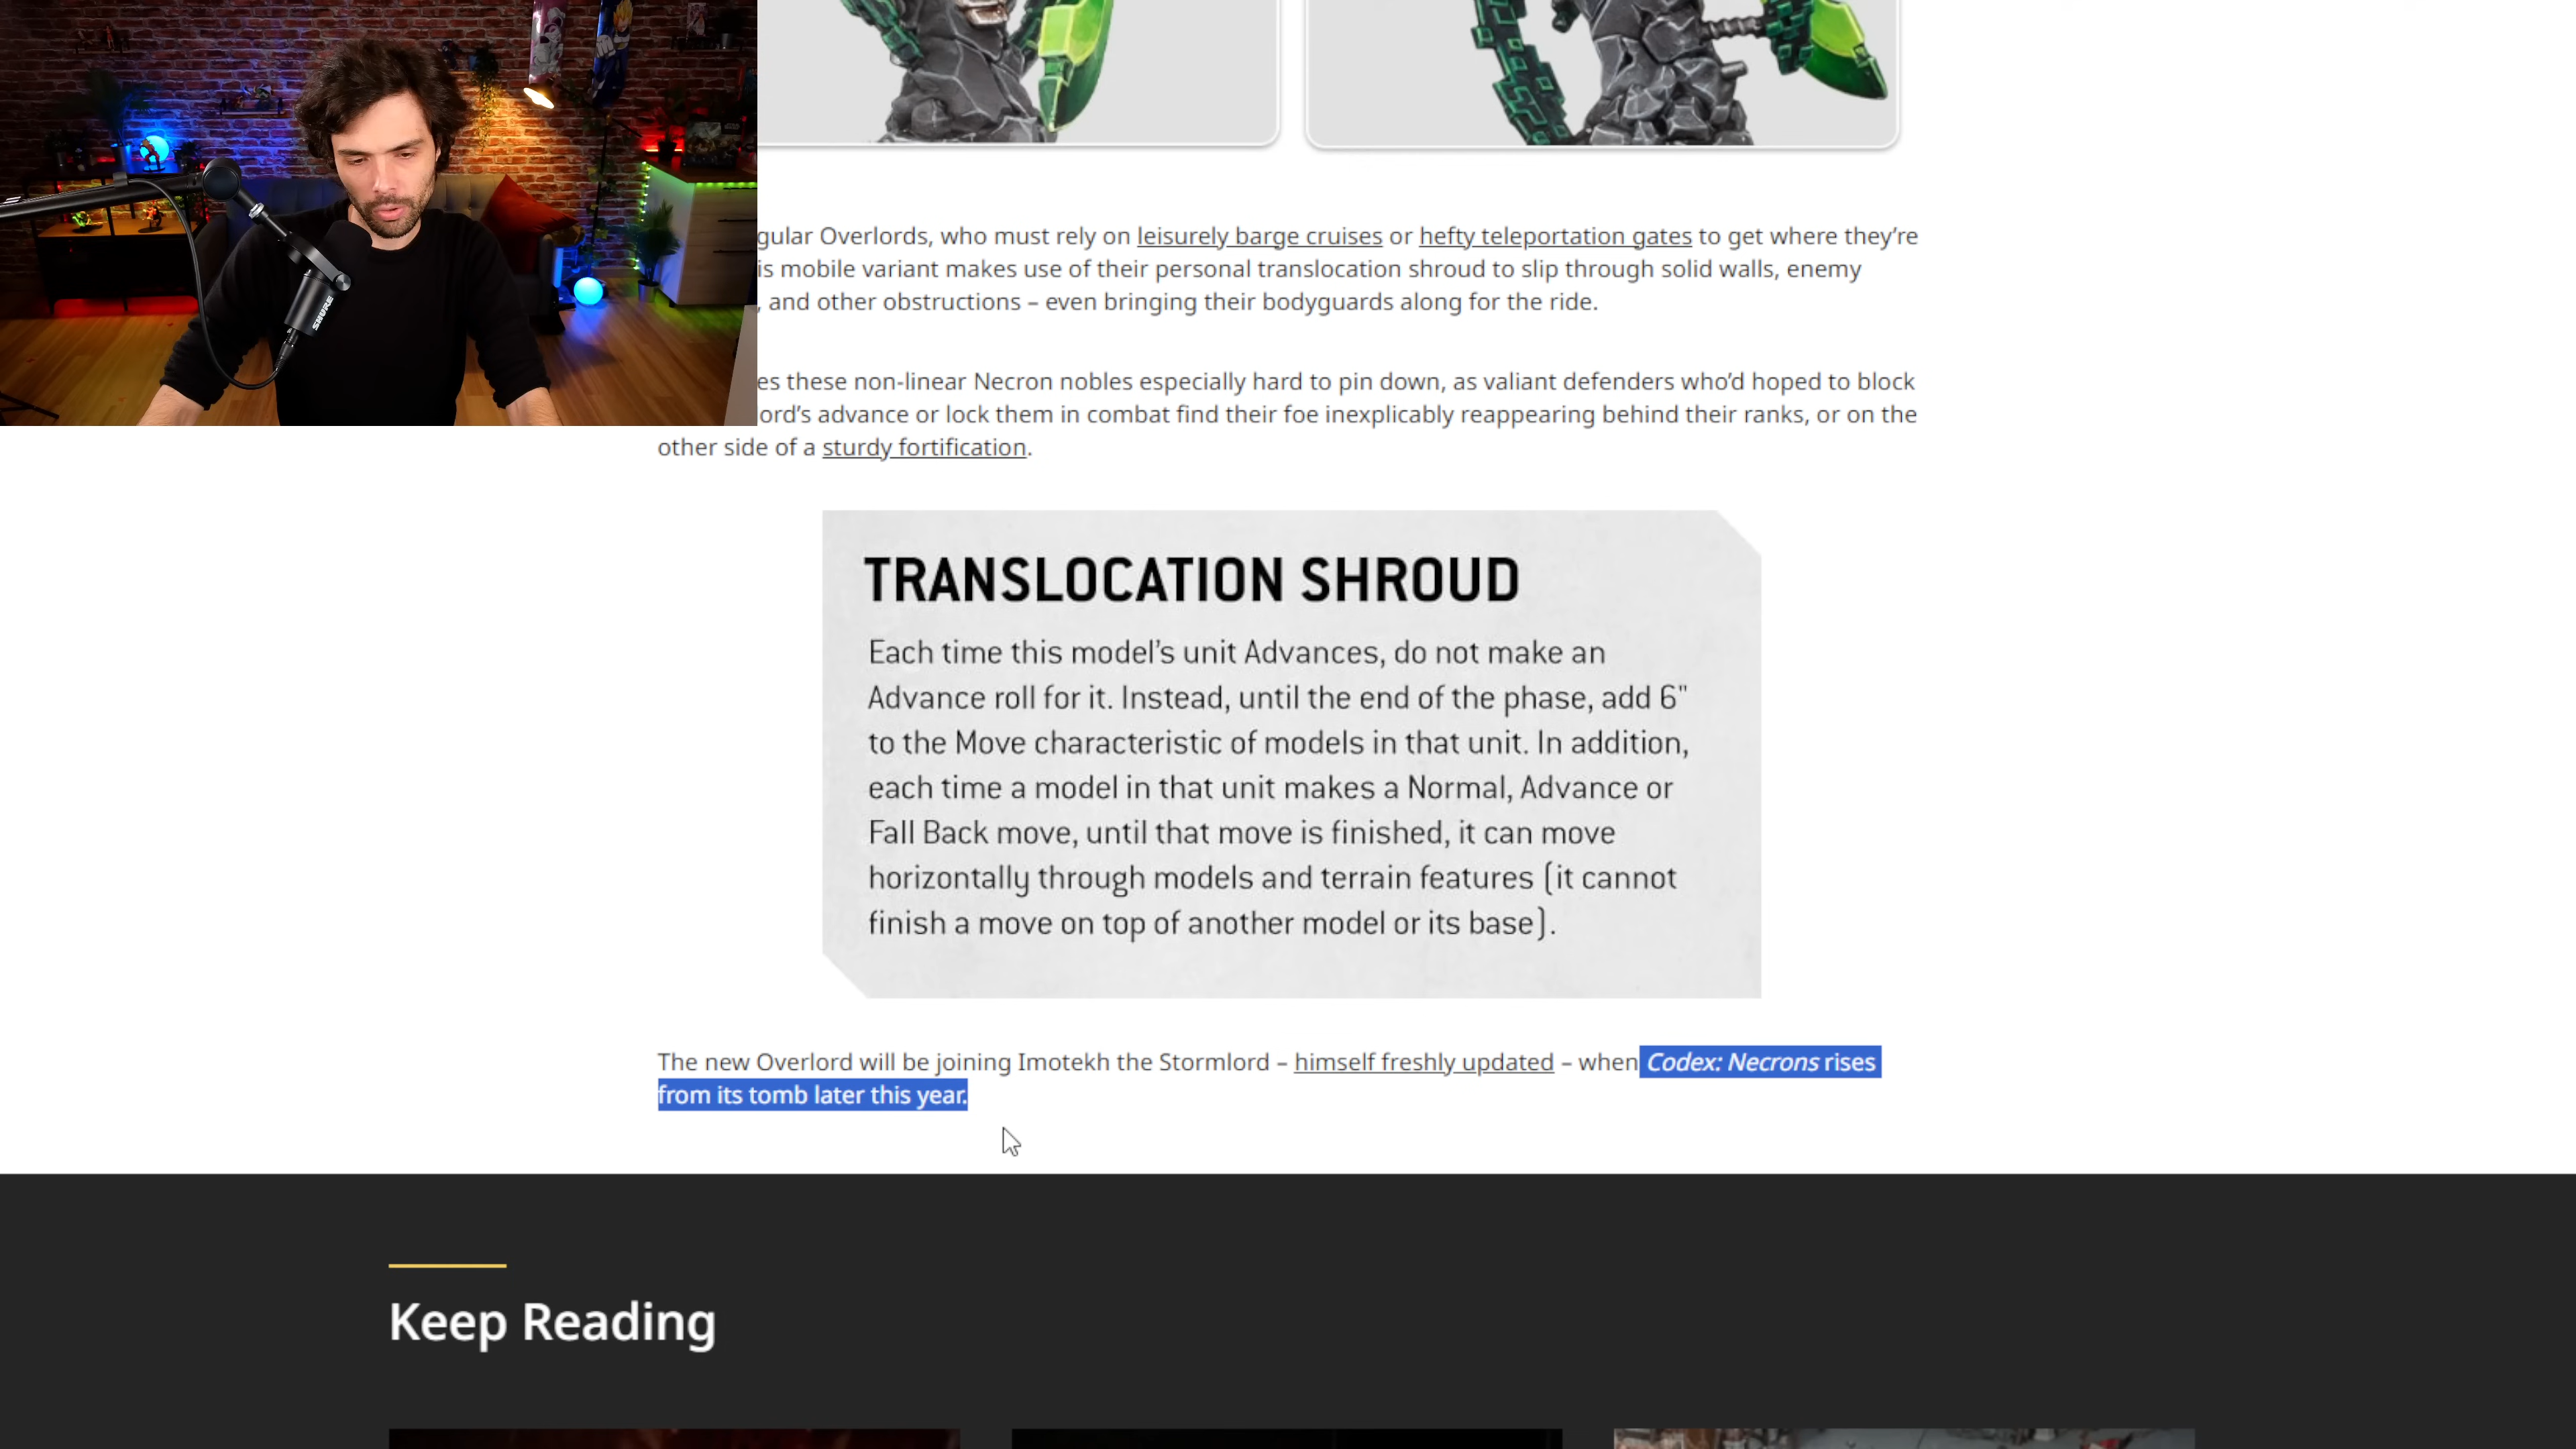 gular Overlords, who must rely on leisurely barge cruises or hefty teleportation gates to get where they’re
is mobile variant makes use of their personal translocation shroud to slip through solid walls, enemy
, and other obstructions – even bringing their bodyguards along for the ride.
es these non-linear Necron nobles especially hard to pin down, as valiant defenders who’d hoped to block
ord’s advance or lock them in combat find their foe inexplicably reappearing behind their ranks, or on the
other side of a sturdy fortification.
TRANSLOCATION SHROUD
Each time this model’s unit Advances, do not make an
Advance roll for it. Instead, until the end of the phase, add 6"
to the Move characteristic of models in that unit. In addition,
each time a model in that unit makes a Normal, Advance or
Fall Back move, until that move is finished, it can move
horizontally through models and terrain features (it cannot
finish a move on top of another model or its base).
The new Overlord will be joining Imotekh the Stormlord – himself freshly updated – when Codex: Necrons rises
from its tomb later this year.
Keep Reading
SHURE